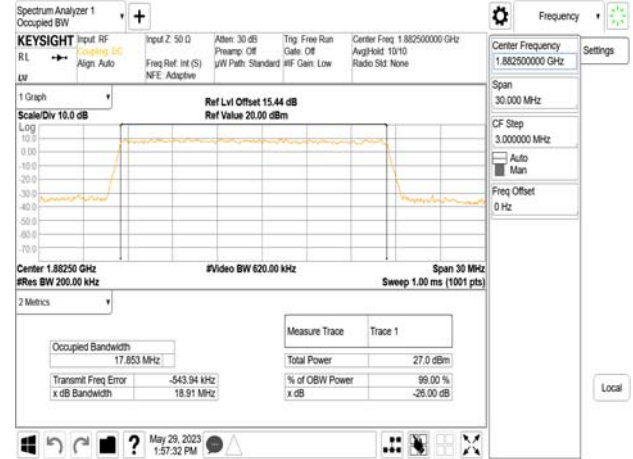 Spectrum Analyzer 1
Occupied BW
Frequency
KEYSIGHT
RL
Input: RF
Coupling: DC
Align: Auto
Input Z: 50 Ω
Freq Ref: Int (S)
NFE: Adaptive
Atten: 30 dB
Preamp: Off
µW Path: Standard
Trig: Free Run
Gate: Off
#IF Gain: Low
Center Freq: 1.882500000 GHz
Avg|Hold: 10/10
Radio Std: None
Center Frequency
1.882500000 GHz
Settings
Span
30.000 MHz
CF Step
3.000000 MHz
Auto
Man
Freq Offset
0 Hz
1 Graph
Scale/Div 10.0 dB
Ref Lvl Offset 15.44 dB
Ref Value 20.00 dBm
Log
10.0
0.00
-10.0
-20.0
-30.0
-40.0
-50.0
-60.0
-70.0
Center 1.88250 GHz
#Res BW 200.00 kHz
#Video BW 620.00 kHz
Span 30 MHz
Sweep 1.00 ms (1001 pts)
2 Metrics
Measure Trace Trace 1
Occupied Bandwidth
17.853 MHz
Total Power 27.0 dBm
Transmit Freq Error -543.94 kHz
% of OBW Power 99.00 %
x dB Bandwidth 18.91 MHz
x dB -26.00 dB
Local
? May 29, 2023
1:57:32 PM